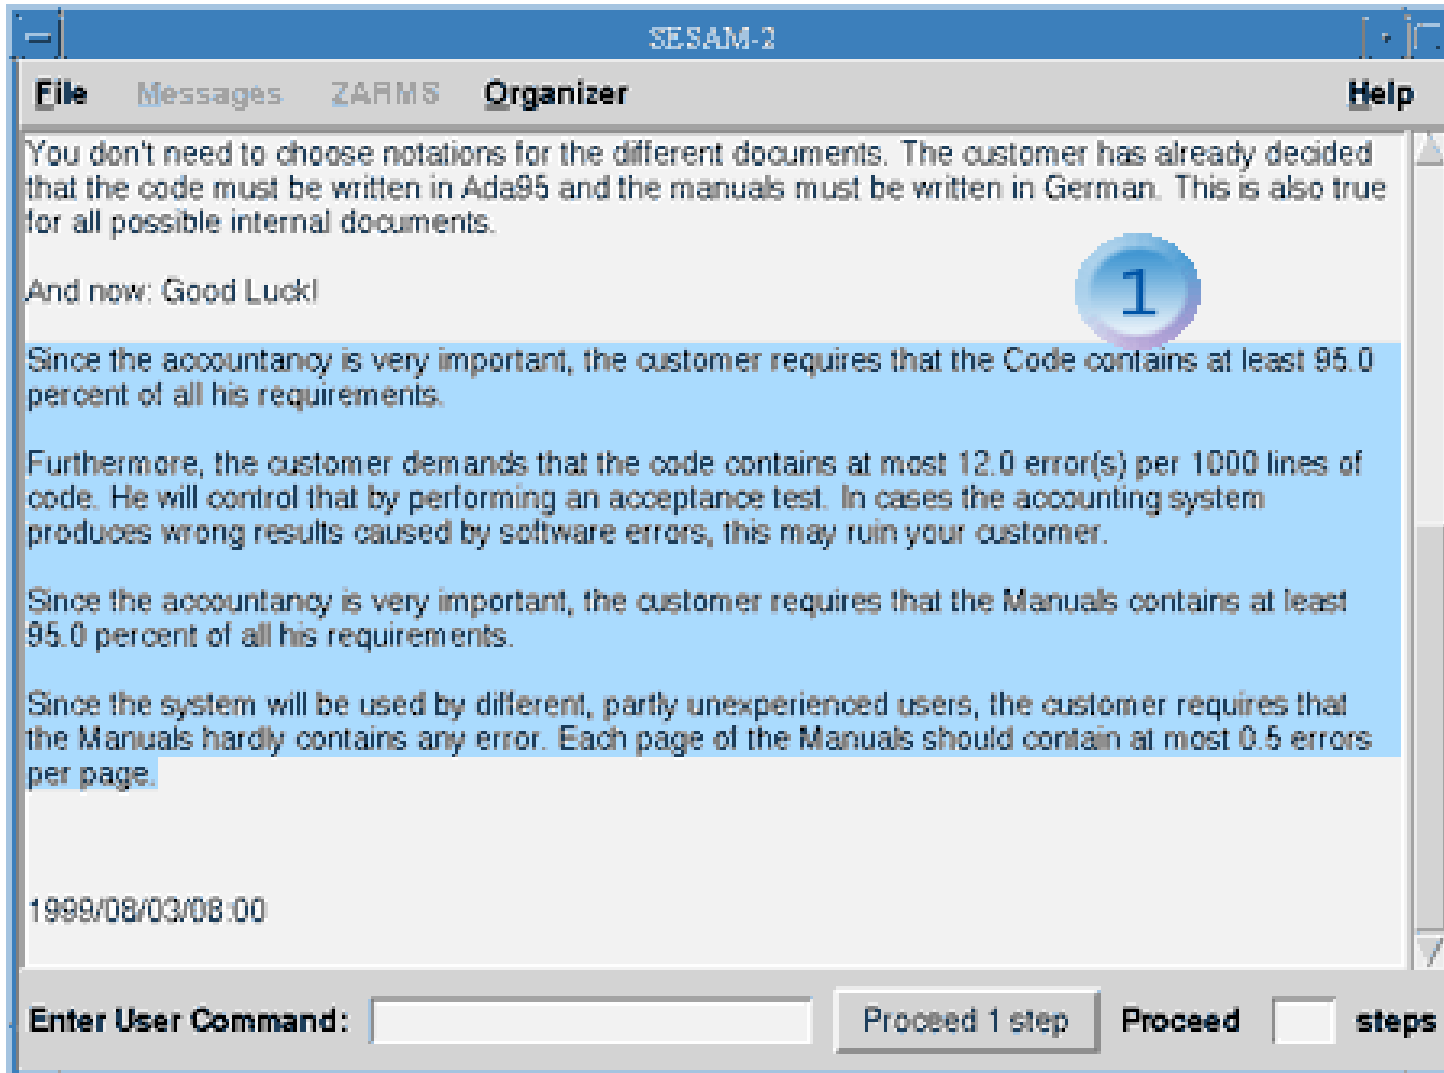 SESAM-2
File Messages ZARMS Organizer Help
You don't need to choose notations for the different documents. The customer has already decided
that the code must be written in Ada95 and the manuals must be written in German. This is also true
for all possible internal documents.
And now: Good Luck!
1
Since the accountancy is very important, the customer requires that the Code contains at least 95.0
percent of all his requirements.
Furthermore, the customer demands that the code contains at most 12.0 error(s) per 1000 lines of
code. He will control that by performing an acceptance test. In cases the accounting system
produces wrong results caused by software errors, this may ruin your customer.
Since the accountancy is very important, the customer requires that the Manuals contains at least
95.0 percent of all his requirements.
Since the system will be used by different, partly unexperienced users, the customer requires that
the Manuals hardly contains any error. Each page of the Manuals should contain at most 0.5 errors
per page.
1999/08/03/08:00
Enter User Command: Proceed 1 step Proceed steps